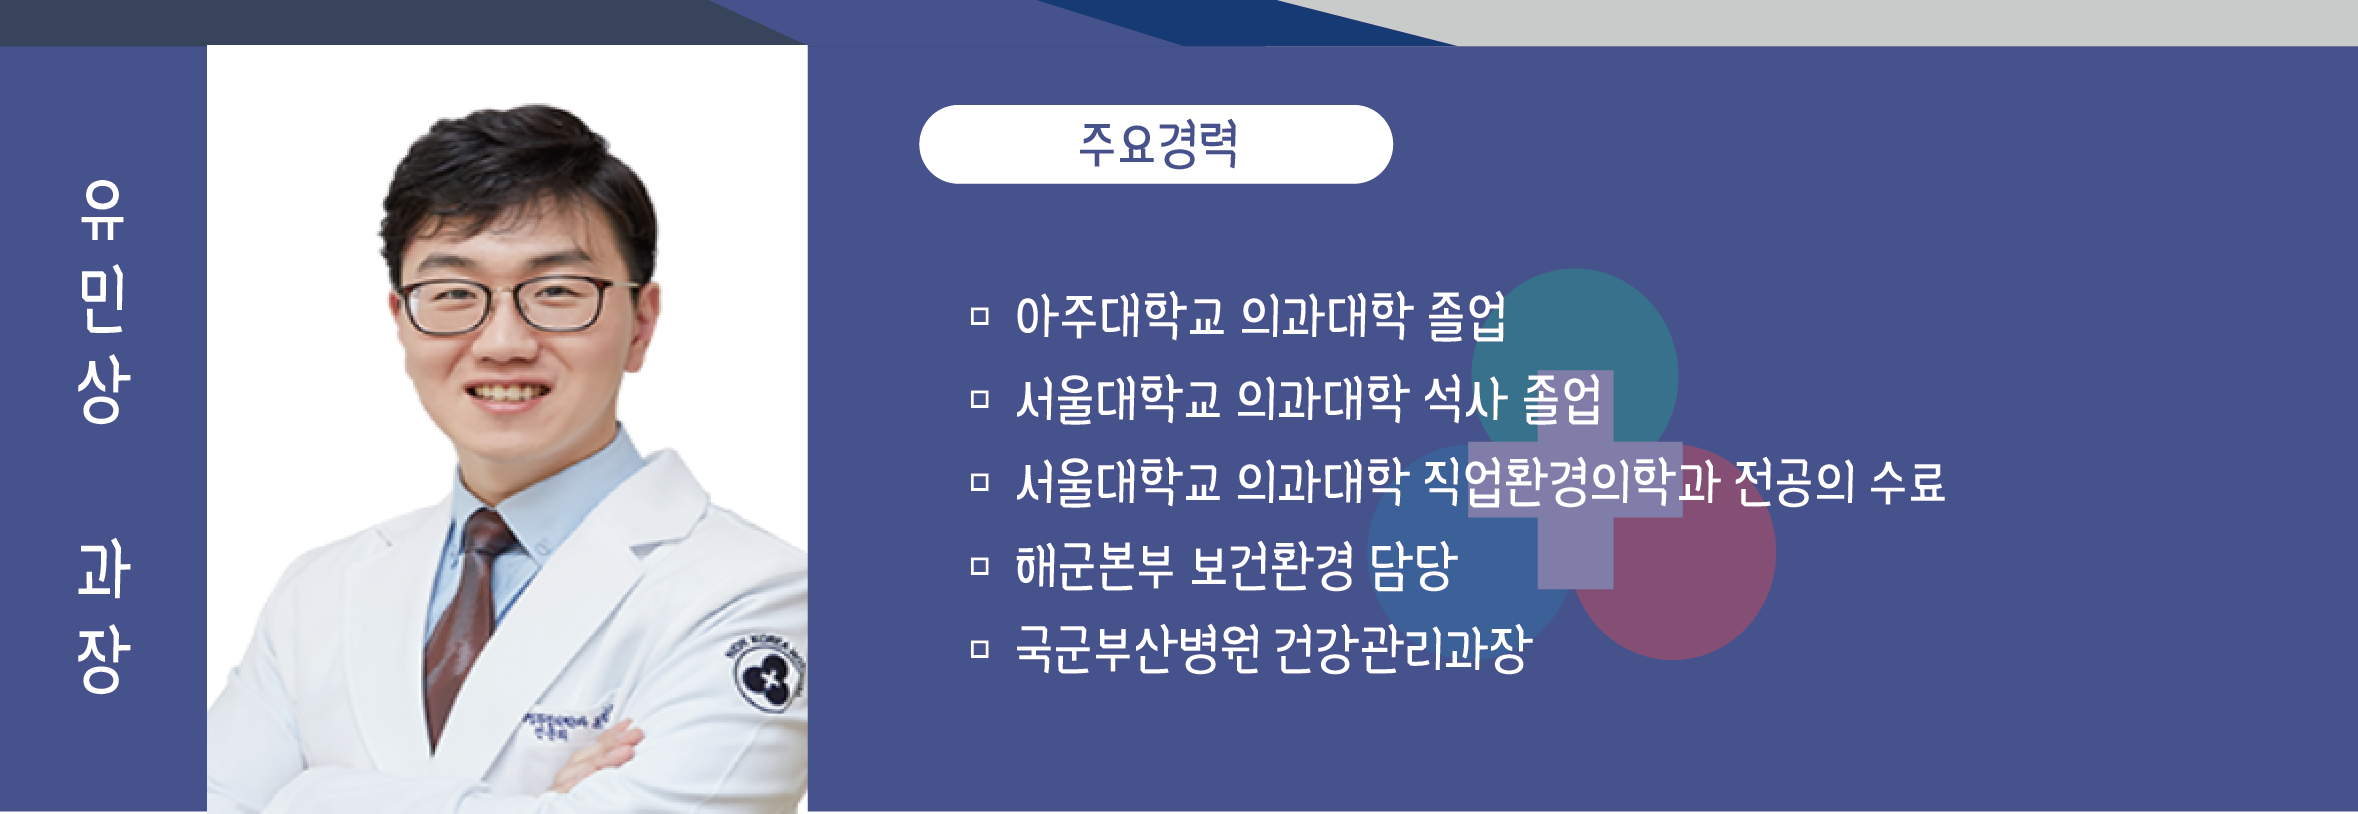 유민상 과장
주요경력
아주대학교 의과대학 졸업
서울대학교 의과대학 석사 졸업
서울대학교 의과대학 직업환경의학과 전공의 수료
해군본부 보건환경 담당
국군부산병원 건강관리과장